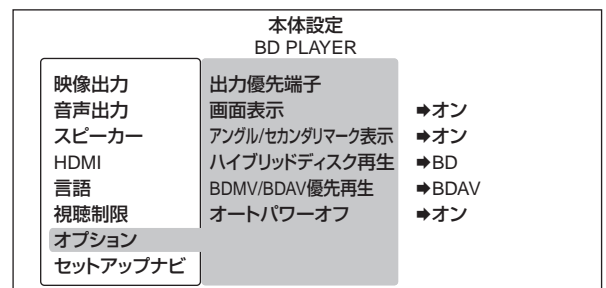 本体設定
BD PLAYER
映像出力
音声出力
スピーカー
HDMI
言語
視聴制限
オプション
セットアップナビ
出力優先端子
画面表示 ➡オン
アングル/セカンダリマーク表示 ➡オン
ハイブリッドディスク再生 ➡BD
BDMV/BDAV優先再生 ➡BDAV
オートパワーオフ ➡オン